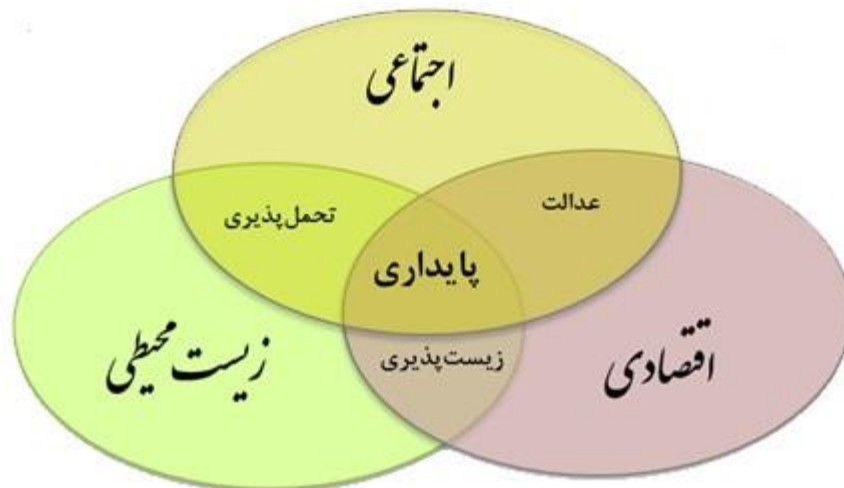 اجتماعی
عدالت
تحمل‌پذیری
پایداری
اقتصادی
زیست‌پذیری
زیست محیطی